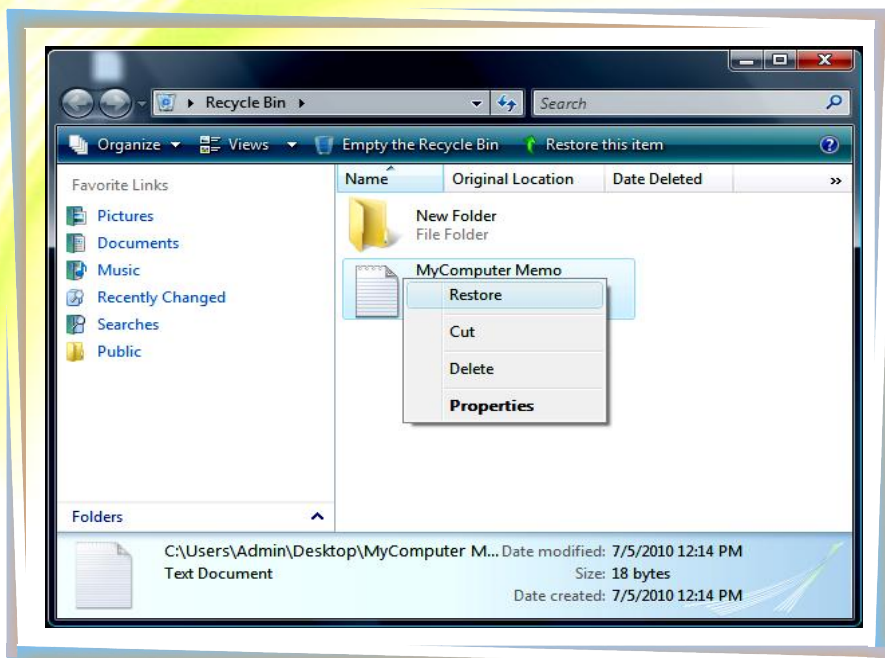 Recycle Bin
Search
Organize Views Empty the Recycle Bin Restore this item
Favorite Links
Pictures
Documents
Music
Recently Changed
Searches
Public
Folders
Name Original Location Date Deleted
New Folder
File Folder
MyComputer Memo
Restore
Cut
Delete
Properties
C:\Users\Admin\Desktop\MyComputer M... Date modified: 7/5/2010 12:14 PM
Text Document Size: 18 bytes
Date created: 7/5/2010 12:14 PM